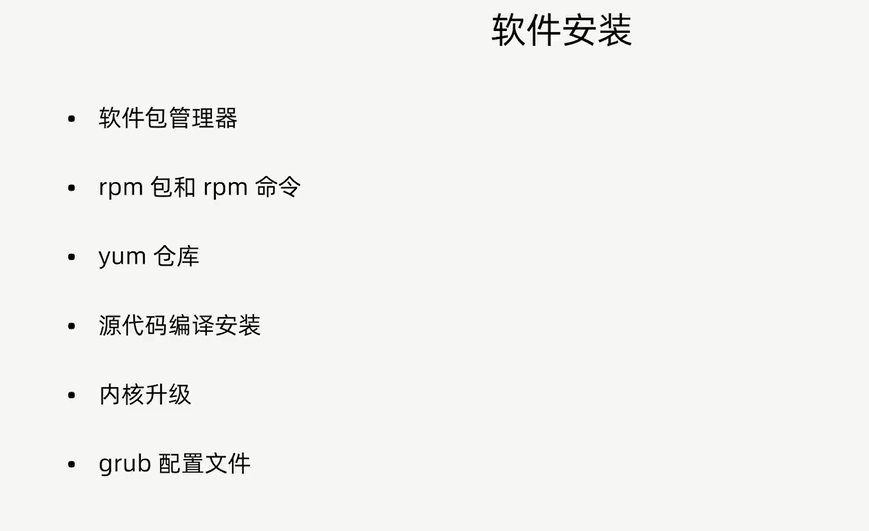 软件安装
• 软件包管理器
• rpm 包和 rpm 命令
• yum 仓库
• 源代码编译安装
• 内核升级
• grub 配置文件